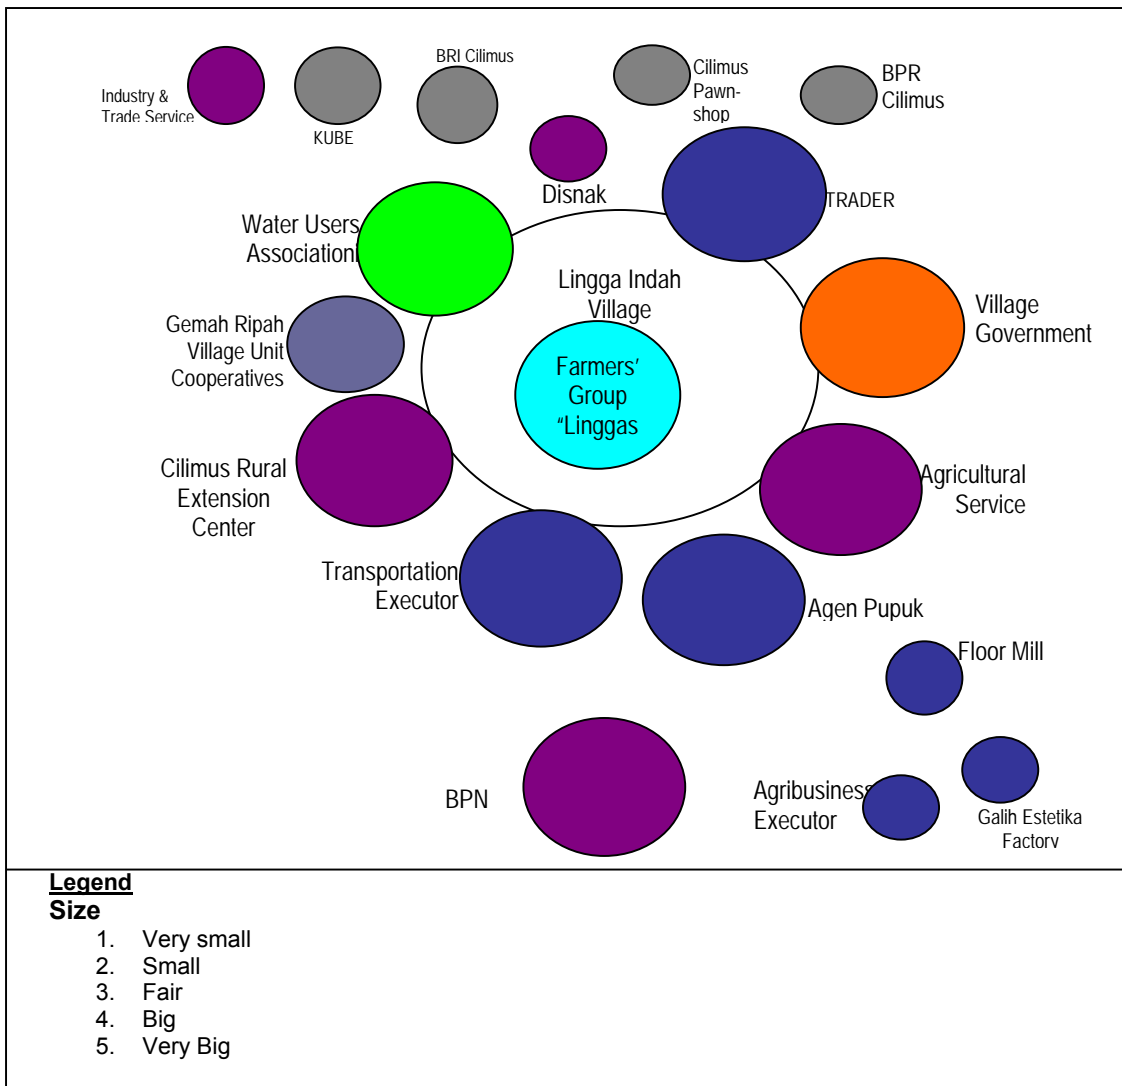 BRI Cilimus
Cilimus
Pawn-
shop
BPR
Cilimus
Industry &
Trade Service
KUBE
Disnak
TRADER
Water Users
Association
Lingga Indah
Village
Village
Government
Gemah Ripah
Village Unit
Cooperatives
Farmers'
Group
"Linggas
Cilimus Rural
Extension
Center
Agricultural
Service
Transportation
Executor
Agen Pupuk
Floor Mill
BPN
Agribusiness
Executor
Galih Estetika
Factory
Legend
Size
1. Very small
2. Small
3. Fair
4. Big
5. Very Big